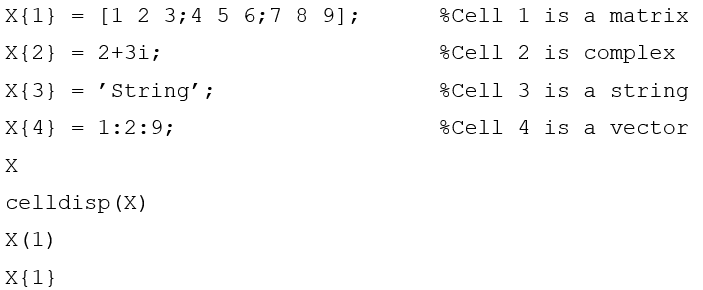 X{1} = [1 2 3;4 5 6;7 8 9]; %Cell 1 is a matrix
X{2} = 2+3i; %Cell 2 is complex
X{3} = ’String’; %Cell 3 is a string
X{4} = 1:2:9; %Cell 4 is a vector
X
celldisp(X)
X(1)
X{1}